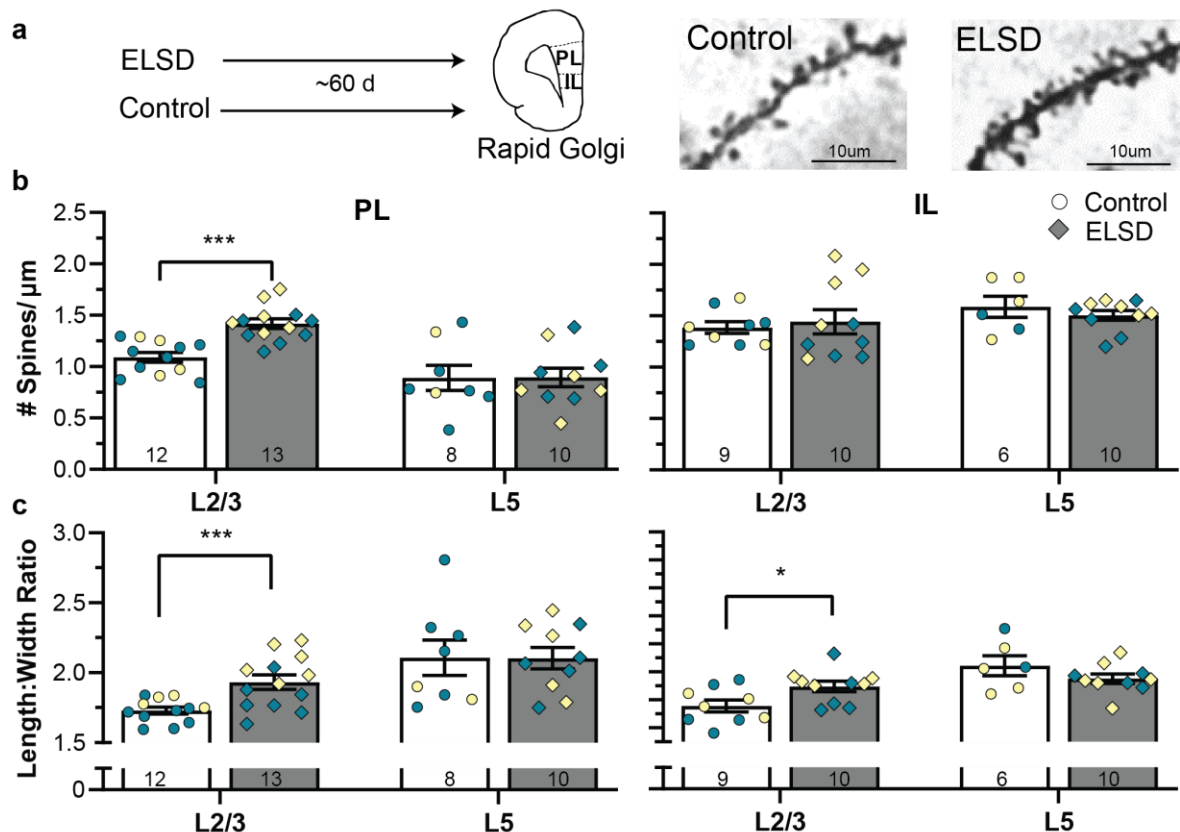 a
ELSD
~60 d
Control
PL
IL
Rapid Golgi
Control
10um
ELSD
10um
b
PL
IL
Control
ELSD
# Spines/ μm
2.5
2.0
1.5
1.0
0.5
0.0
***
12
13
8
10
9
10
6
10
L2/3
L5
L2/3
L5
c
Length:Width Ratio
3.0
2.5
2.0
1.5
0
***
*
12
13
8
10
9
10
6
10
L2/3
L5
L2/3
L5